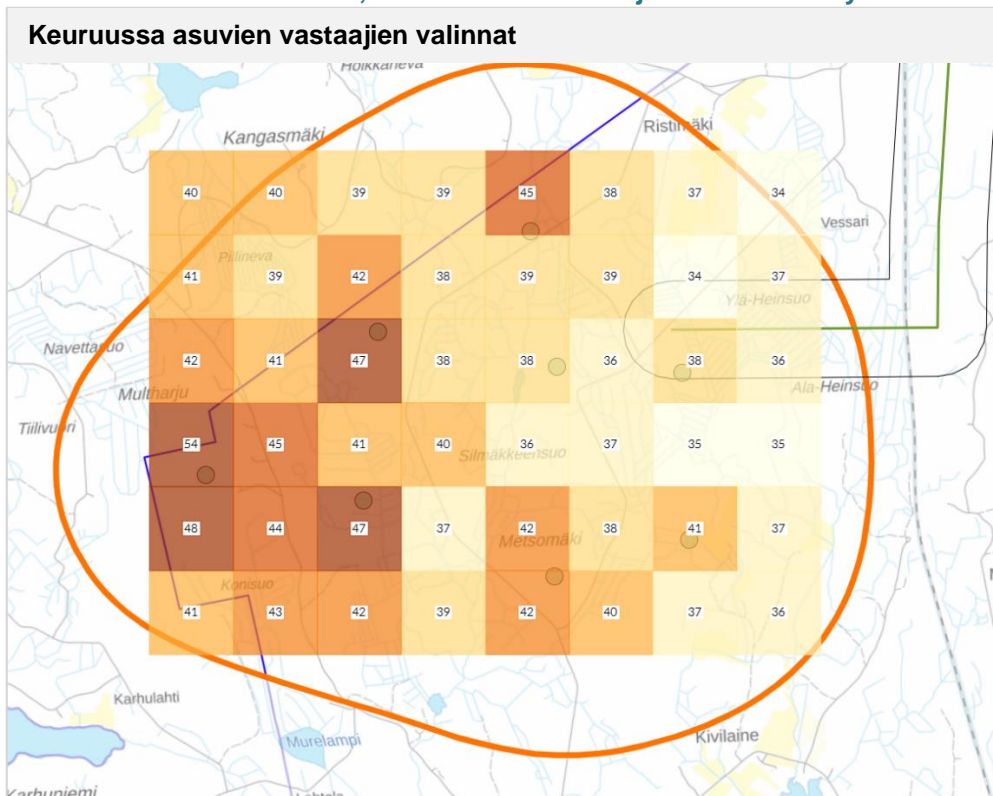 Keuruussa asuvien vastaajien valinnat
Kangasmäki
Ristimäki
40 40 39 39 45 38 37 34
Vessari
Pillineva
41 39 42 38 39 39 34 37
Ylä-Heinsuo
Navettasuo
42 41 47 38 38 36 38 36
Multharju
Ala-Heinsuo
Tiilivuori
54 45 41 40 36 37 35 35
Silmäkkeensuo
48 44 47 37 42 38 41 37
Metsomäki
Konisuo
41 43 42 39 42 40 37 36
Karhulahti
Murelampi
Kivilaine
Karhuniemi